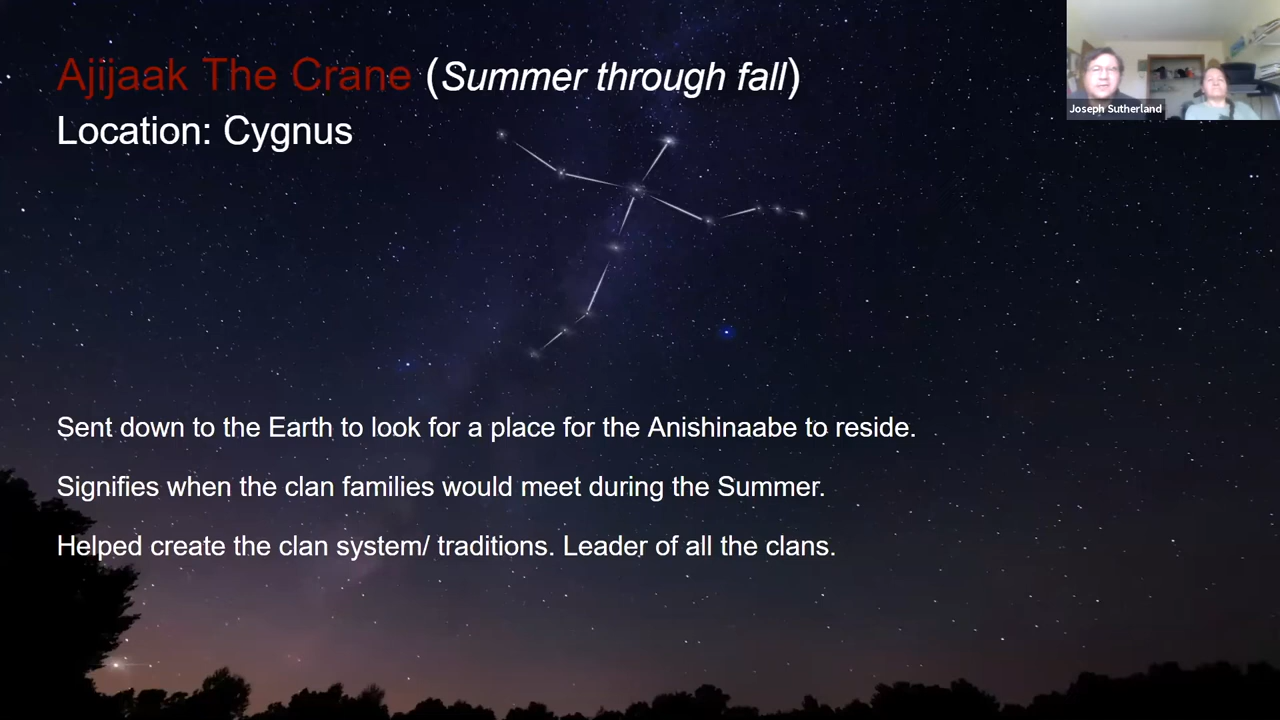 Ajijaak The Crane (Summer through fall)
Location: Cygnus
Joseph Sutherland
Sent down to the Earth to look for a place for the Anishinaabe to reside.
Signifies when the clan families would meet during the Summer.
Helped create the clan system/ traditions. Leader of all the clans.